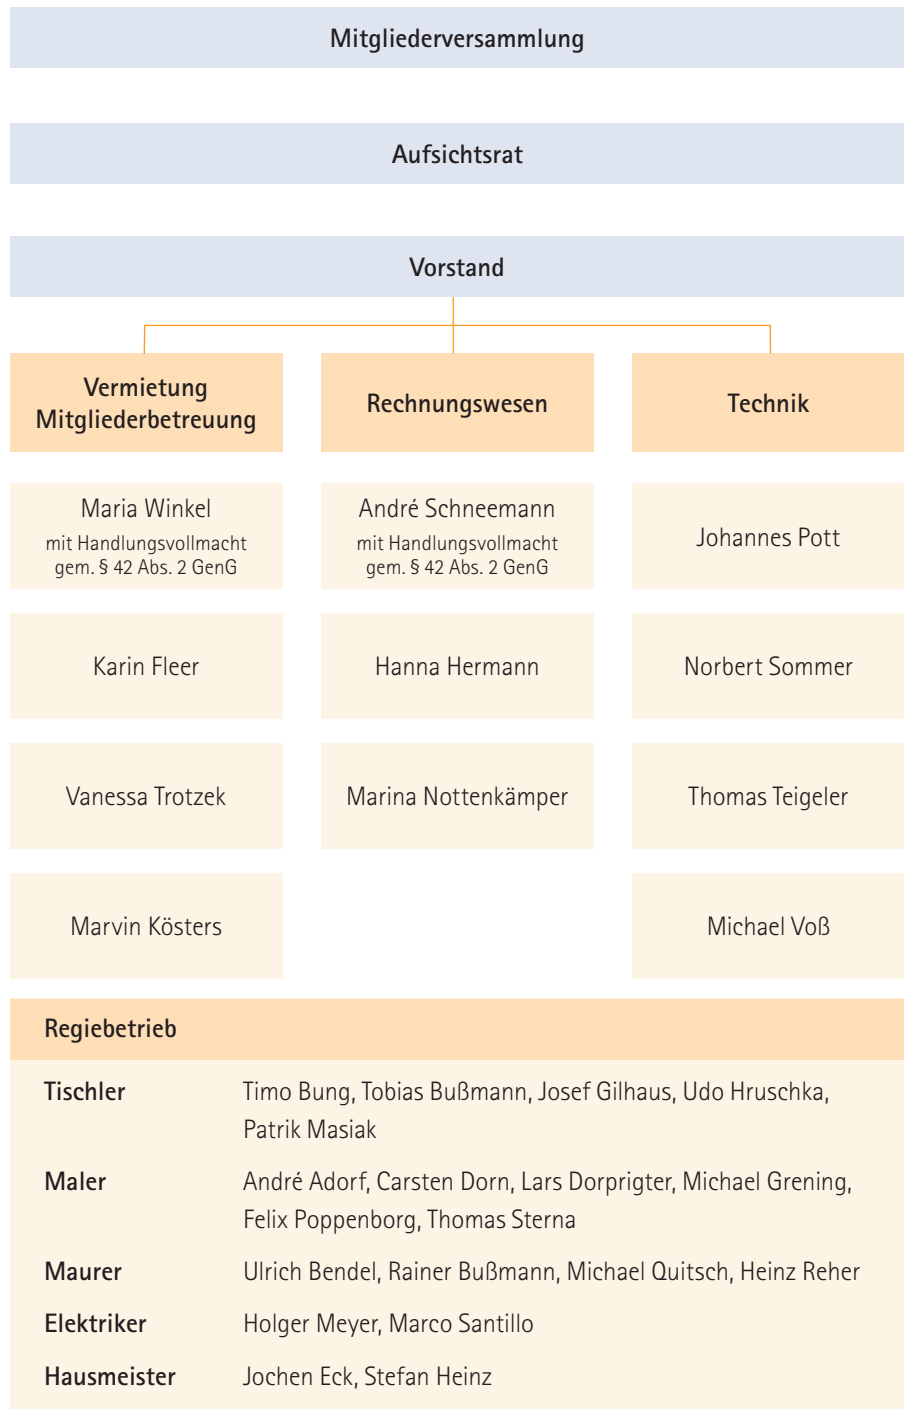 Mitgliederversammlung
Aufsichtsrat
Vorstand
Vermietung
Mitgliederbetreuung
Rechnungswesen
Technik
Maria Winkel
mit Handlungsvollmacht
gem. § 42 Abs. 2 GenG
André Schneemann
mit Handlungsvollmacht
gem. § 42 Abs. 2 GenG
Johannes Pott
Karin Fleer
Hanna Hermann
Norbert Sommer
Vanessa Trotzek
Marina Nottenkämper
Thomas Teigeler
Marvin Kösters
Michael Voß
Regiebetrieb
Tischler Timo Bung, Tobias Bußmann, Josef Gilhaus, Udo Hruschka,
Patrik Masiak
Maler André Adorf, Carsten Dorn, Lars Dorprigter, Michael Grening,
Felix Poppenborg, Thomas Sterna
Maurer Ulrich Bendel, Rainer Bußmann, Michael Quitsch, Heinz Reher
Elektriker Holger Meyer, Marco Santillo
Hausmeister Jochen Eck, Stefan Heinz